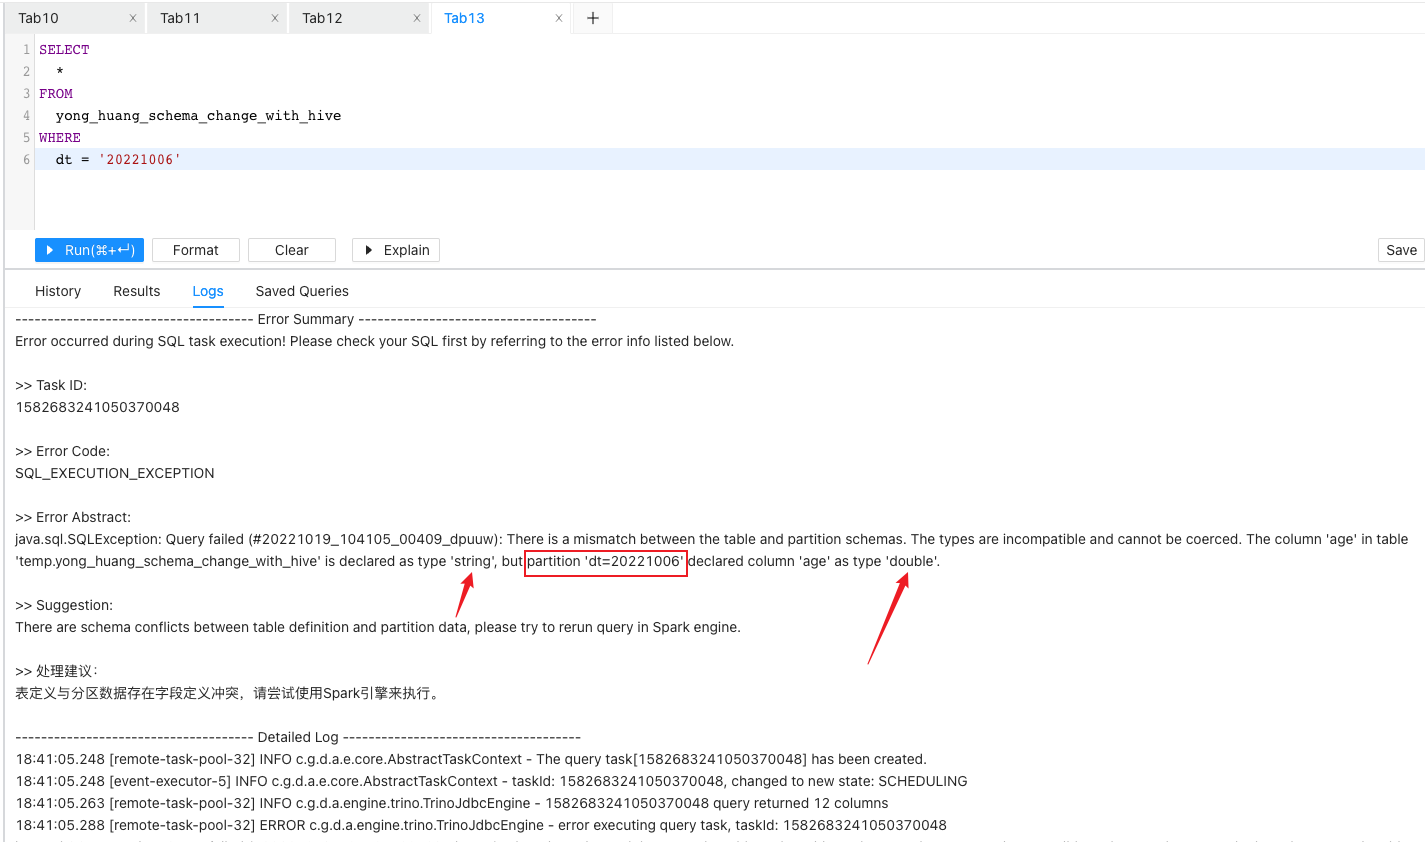 Tab10 × Tab11 × Tab12 × Tab13 × +
1 SELECT
2 *
3 FROM
4 yong_huang_schema_change_with_hive
5 WHERE
6 dt = '20221006'
Run(⌘+↵) Format Clear Explain Save
History Results Logs Saved Queries
------------------------------------- Error Summary -------------------------------------
Error occurred during SQL task execution! Please check your SQL first by referring to the error info listed below.
>> Task ID:
1582683241050370048
>> Error Code:
SQL_EXECUTION_EXCEPTION
>> Error Abstract:
java.sql.SQLException: Query failed (#20221019_104105_00409_dpuuw): There is a mismatch between the table and partition schemas. The types are incompatible and cannot be coerced. The column 'age' in table
'temp.yong_huang_schema_change_with_hive' is declared as type 'string', but partition 'dt=20221006' declared column 'age' as type 'double'.
>> Suggestion:
There are schema conflicts between table definition and partition data, please try to rerun query in Spark engine.
>> 处理建议：
表定义与分区数据存在字段定义冲突，请尝试使用Spark引擎来执行。
------------------------------------- Detailed Log -------------------------------------
18:41:05.248 [remote-task-pool-32] INFO c.g.d.a.e.core.AbstractTaskContext - The query task[1582683241050370048] has been created.
18:41:05.248 [event-executor-5] INFO c.g.d.a.e.core.AbstractTaskContext - taskId: 1582683241050370048, changed to new state: SCHEDULING
18:41:05.263 [remote-task-pool-32] INFO c.g.d.a.engine.trino.TrinoJdbcEngine - 1582683241050370048 query returned 12 columns
18:41:05.288 [remote-task-pool-32] ERROR c.g.d.a.engine.trino.TrinoJdbcEngine - error executing query task, taskId: 1582683241050370048